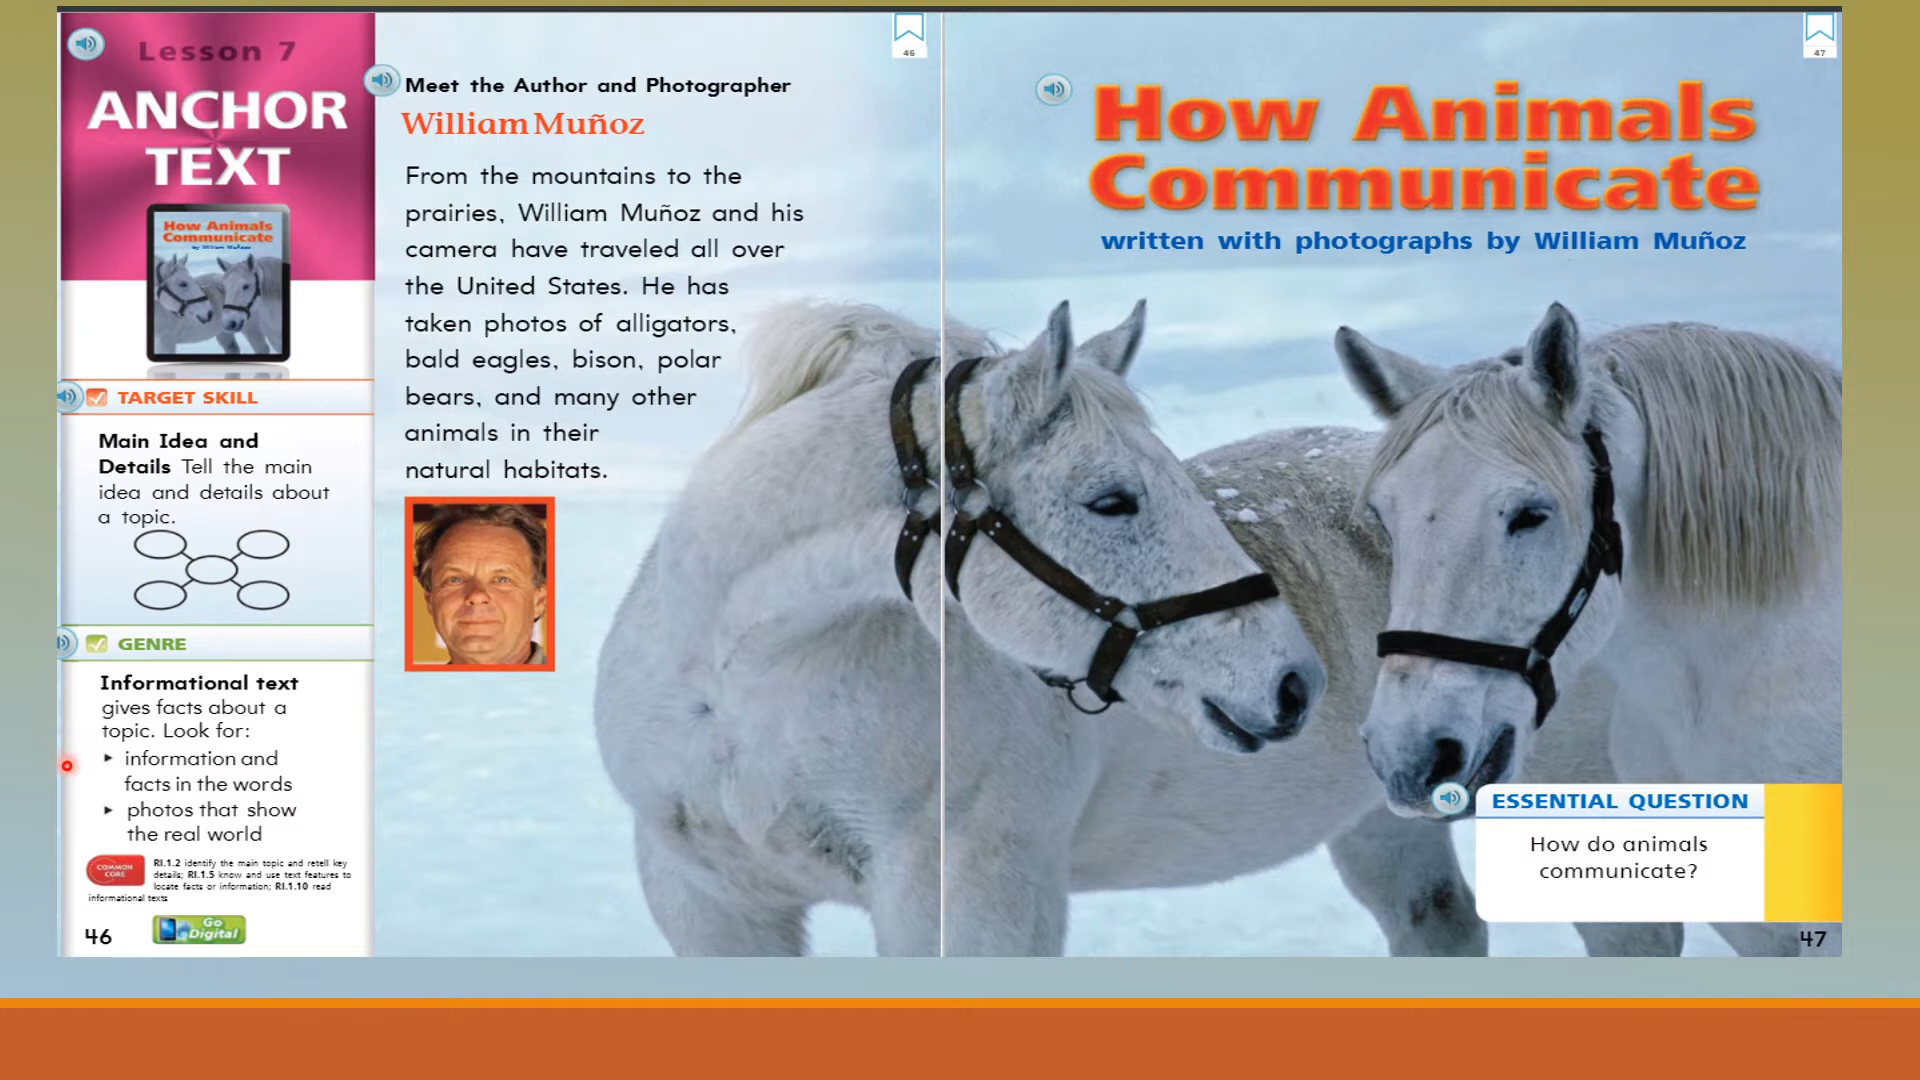 Lesson 7
ANCHOR
TEXT
How Animals
Communicate
by William Muñoz
TARGET SKILL
Main Idea and
Details Tell the main
idea and details about
a topic.
GENRE
Informational text
gives facts about a
topic. Look for:
▸ information and
facts in the words
▸ photos that show
the real world
COMMON
CORE
RI.1.2 identify the main topic and retell key
details; RI.1.5 know and use text features to
locate facts or information; RI.1.10 read
informational texts
46
Go
Digital
Meet the Author and Photographer
William Muñoz
From the mountains to the
prairies, William Muñoz and his
camera have traveled all over
the United States. He has
taken photos of alligators,
bald eagles, bison, polar
bears, and many other
animals in their
natural habitats.
46
47
How Animals
Communicate
written with photographs by William Muñoz
ESSENTIAL QUESTION
How do animals
communicate?
47